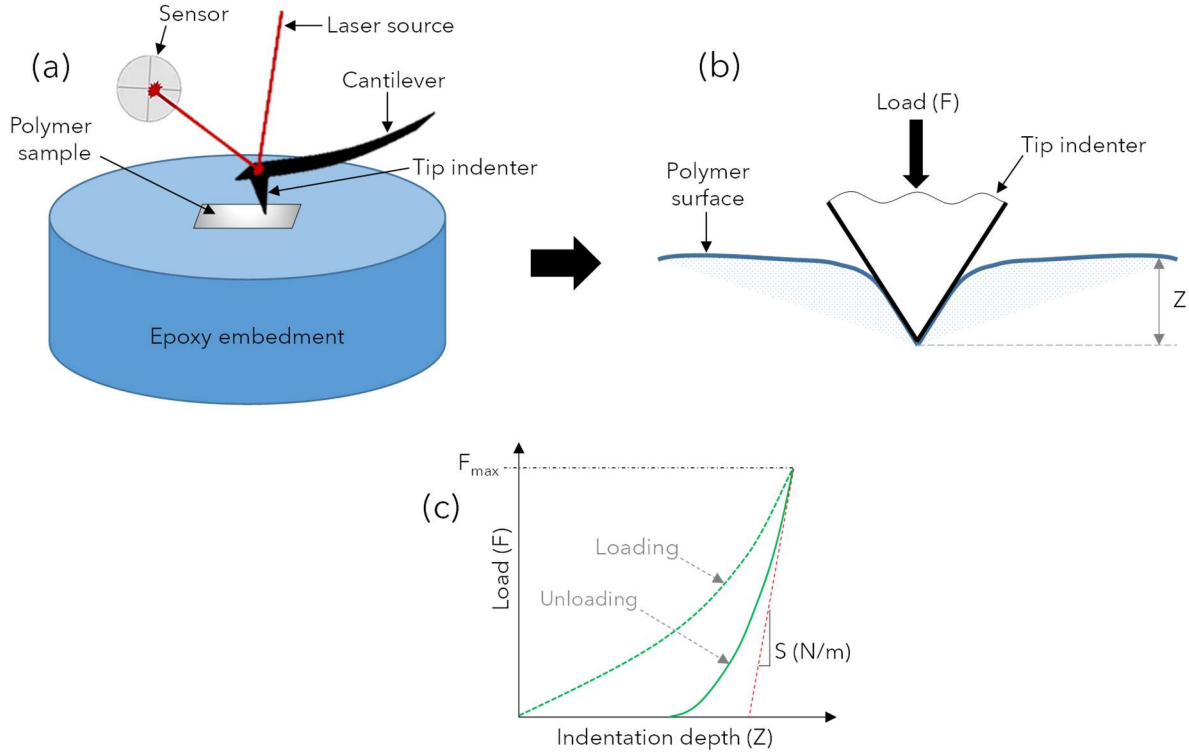 (a)
Sensor
Laser source
Cantilever
Polymer
sample
Tip indenter
Epoxy embedment
(b)
Load (F)
Tip indenter
Polymer
surface
Z
(c)
F_max
Load (F)
Loading
Unloading
S (N/m)
Indentation depth (Z)